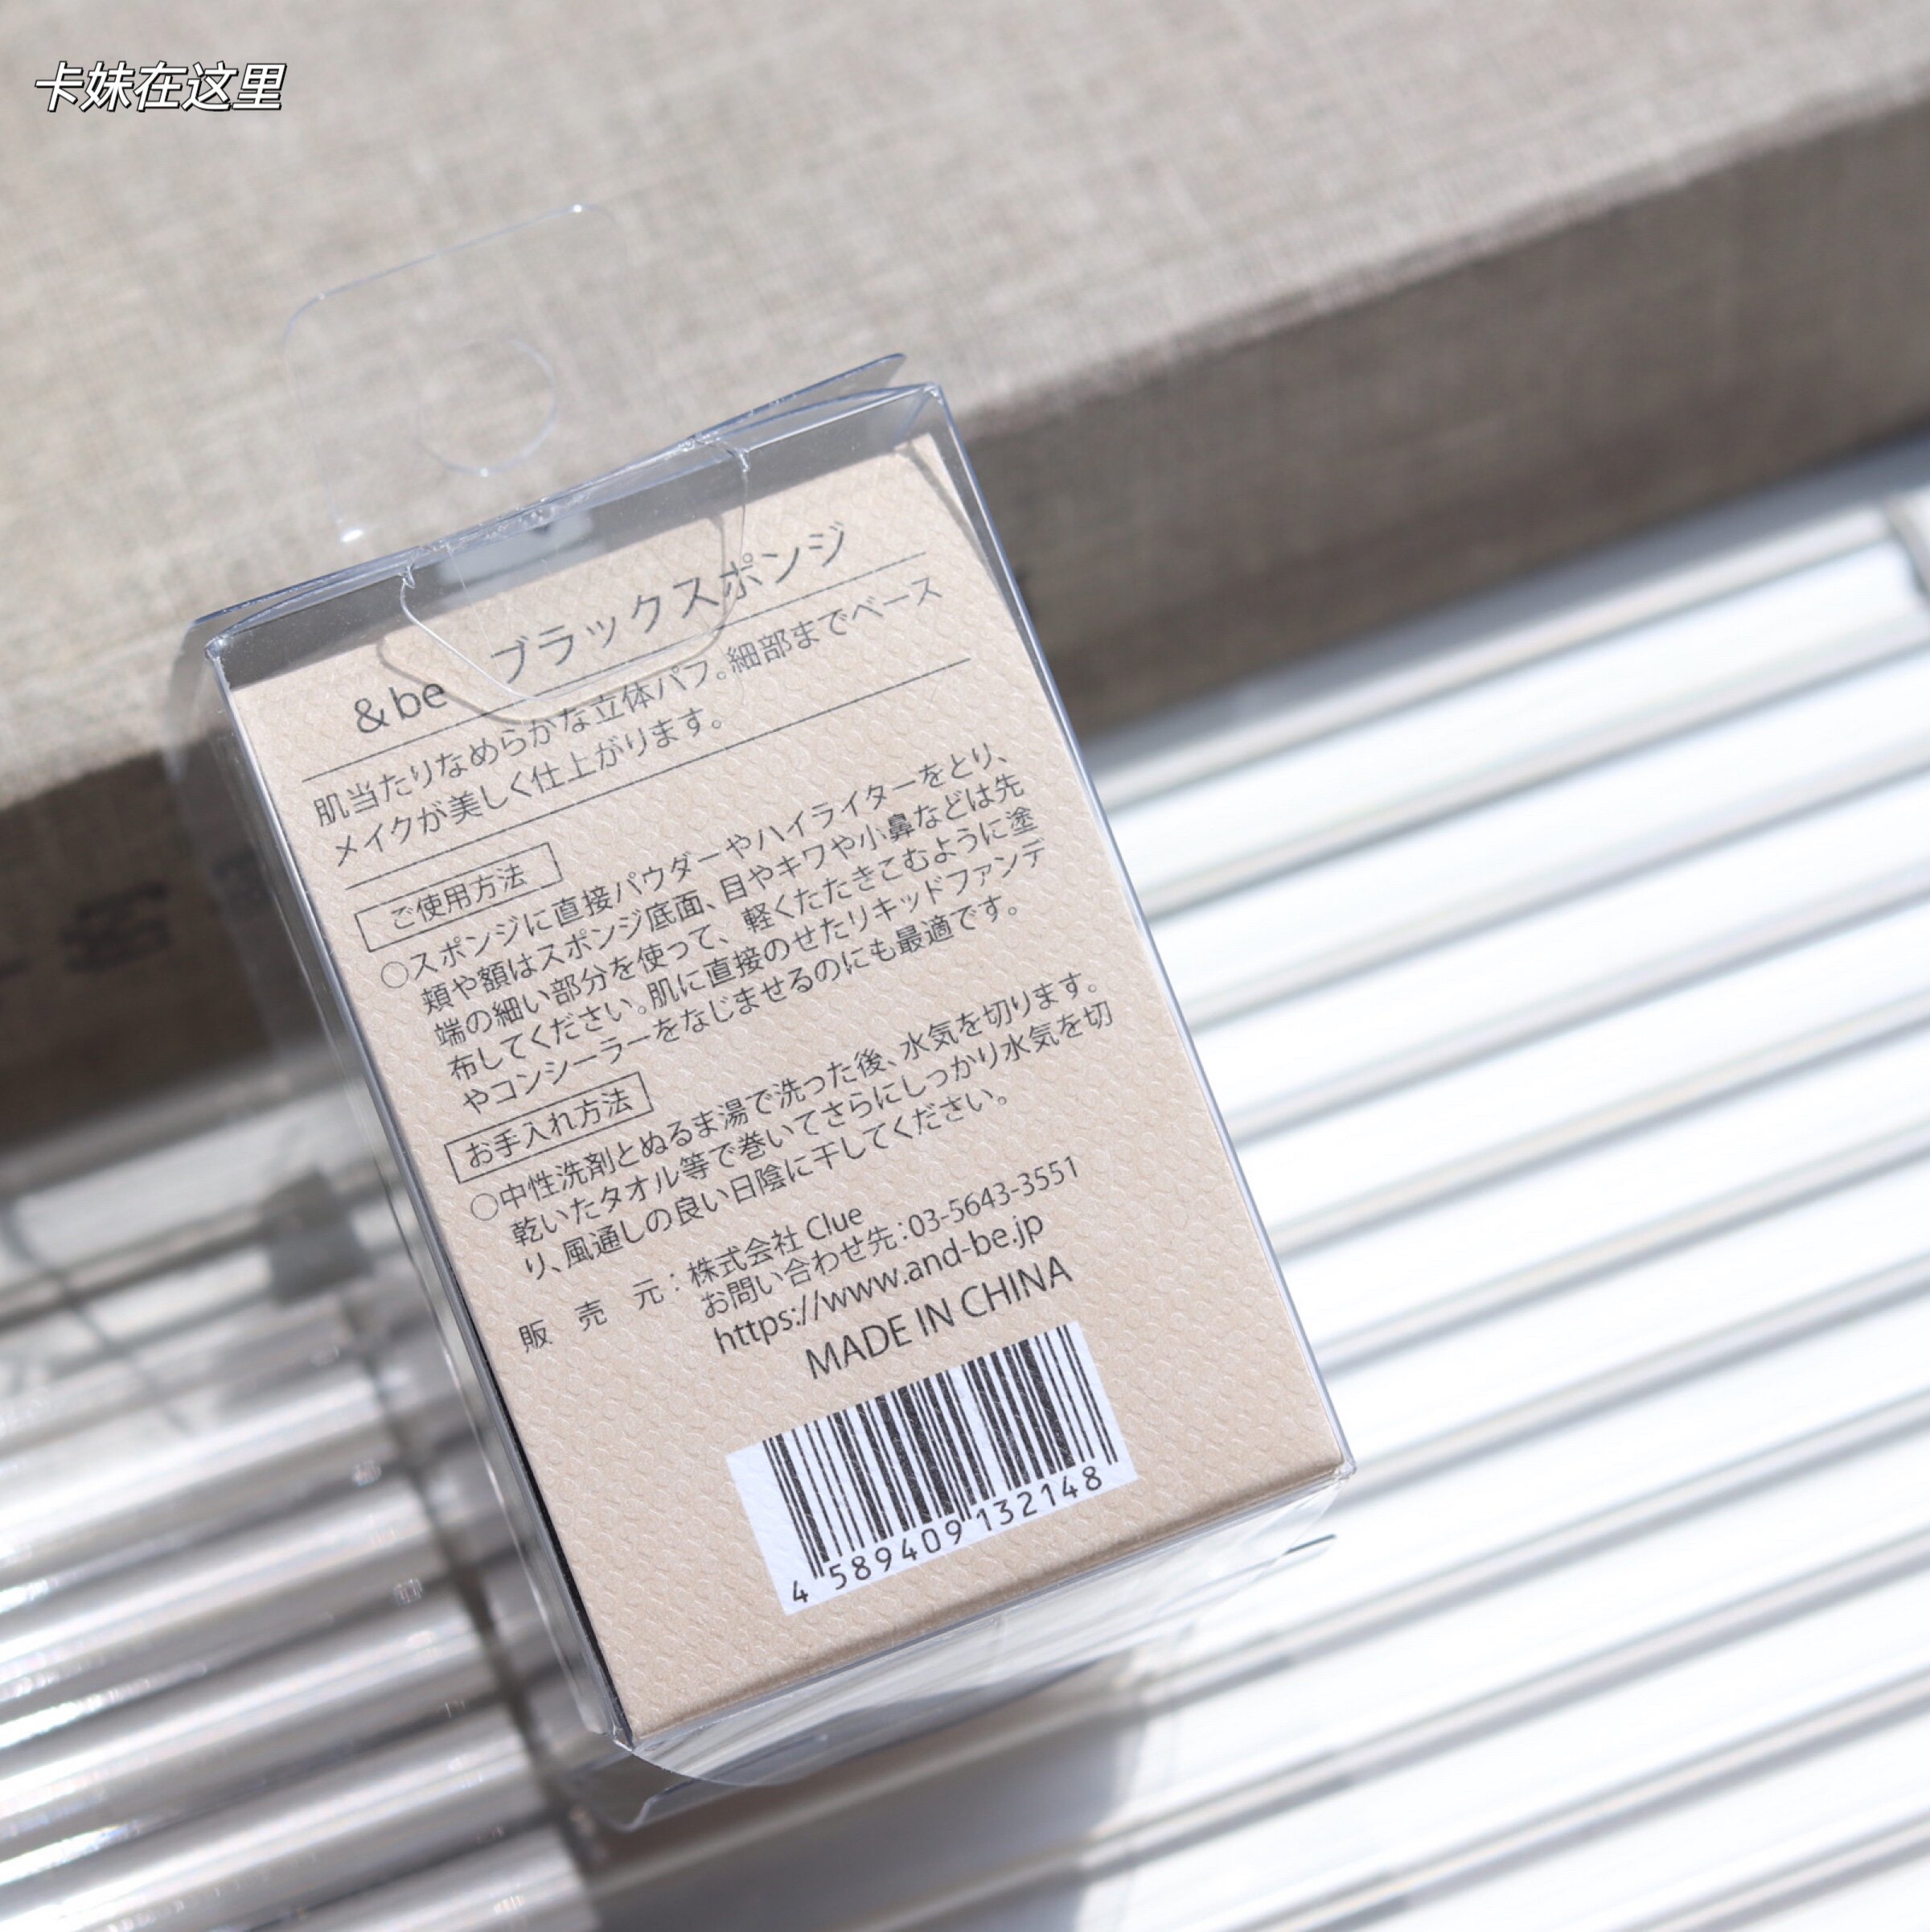 卡妹在这里
&be ブラックスポンジ
肌当たりなめらかな立体パフ。細部までベース
メイクが美しく仕上がります。
ご使用方法
○スポンジに直接パウダーやハイライターをとり、
頬や額はスポンジ底面、目やキワや小鼻などは先
端の細い部分を使って、軽くたたきこむように塗
布してください。肌に直接のせたリキッドファンデ
やコンシーラーをなじませるのにも最適です。
お手入れ方法
○中性洗剤とぬるま湯で洗った後、水気を切ります。
乾いたタオル等で巻いてさらにしっかり水気を切
り、風通しの良い日陰に干してください。
販売元：株式会社 Clue
お問い合わせ先：03-5643-3551
https://www.and-be.jp
MADE IN CHINA
4 589409 132148